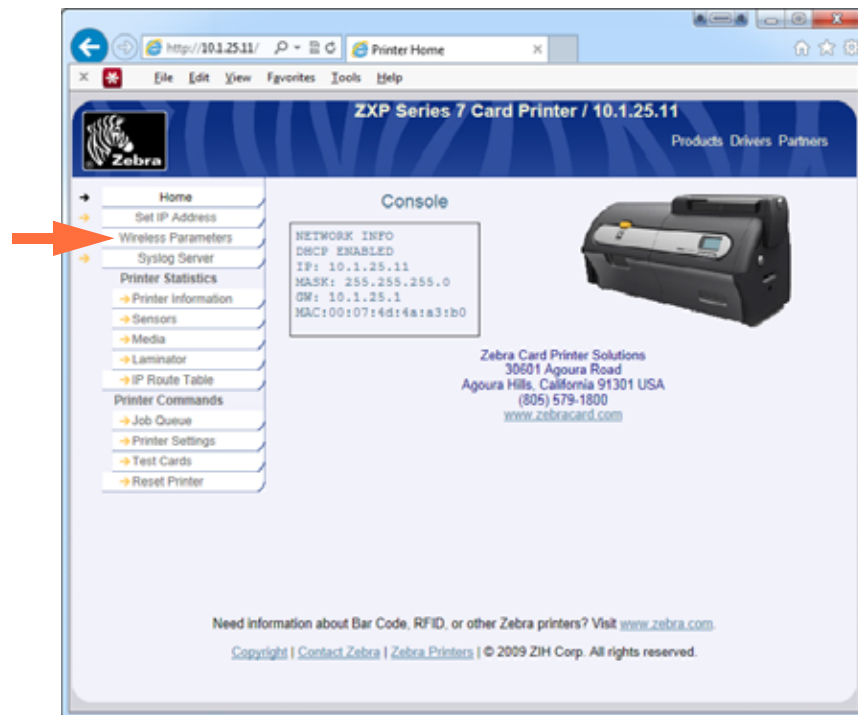 http://10.1.25.11/
Printer Home
File Edit View Favorites Tools Help
ZXP Series 7 Card Printer / 10.1.25.11
Products Drivers Partners
Zebra
Home
Set IP Address
Wireless Parameters
Syslog Server
Printer Statistics
Printer Information
Sensors
Media
Laminator
IP Route Table
Printer Commands
Job Queue
Printer Settings
Test Cards
Reset Printer
Console
NETWORK INFO
DHCP ENABLED
IP: 10.1.25.11
MASK: 255.255.255.0
GW: 10.1.25.1
MAC:00:07:4d:4a:a3:b0
Zebra Card Printer Solutions
30601 Agoura Road
Agoura Hills, California 91301 USA
(805) 579-1800
www.zebracard.com
Need information about Bar Code, RFID, or other Zebra printers? Visit www.zebra.com.
Copyright | Contact Zebra | Zebra Printers | © 2009 ZIH Corp. All rights reserved.